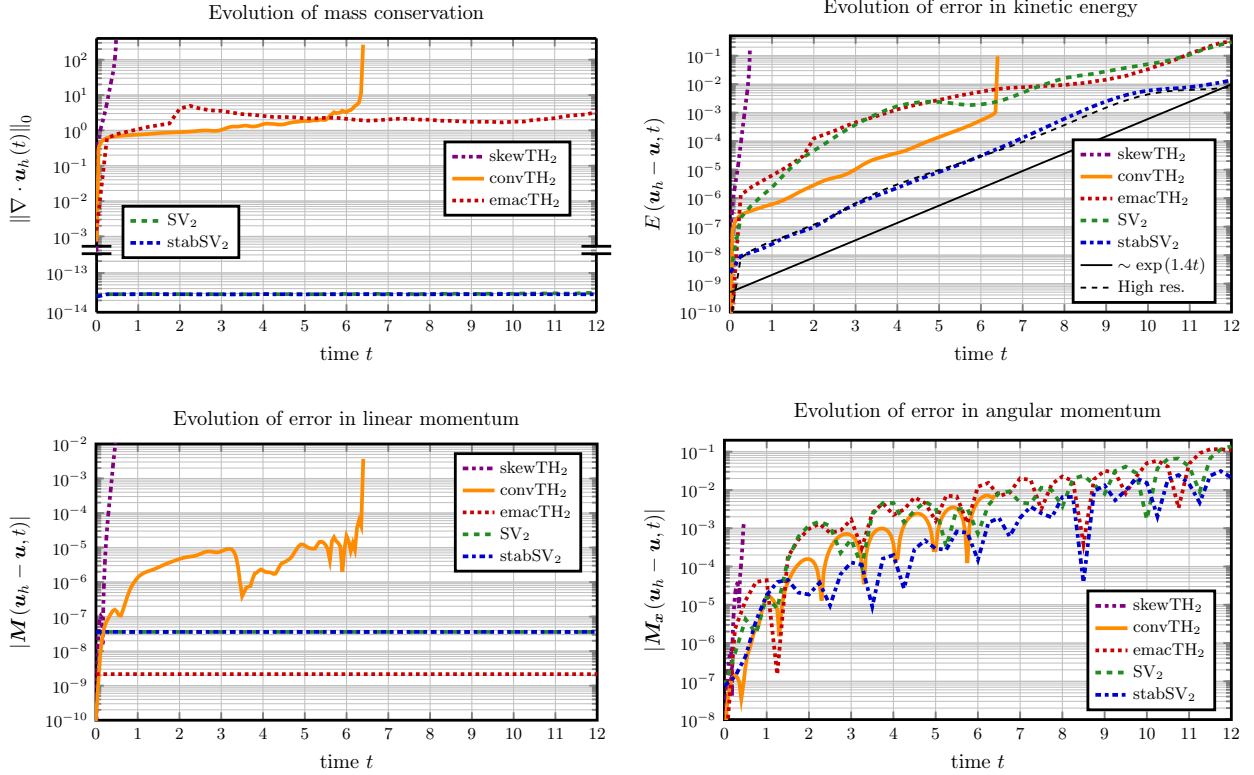 Evolution of mass conservation
‖∇ · u_h (t)‖_0
10^2
10^1
10^0
10^−1
10^−2
10^−3
10^−13
10^−14
skewTH_2
convTH_2
emacTH_2
SV_2
stabSV_2
0 1 2 3 4 5 6 7 8 9 10 11 12
time t
Evolution of error in kinetic energy
E (u_h − u, t)
10^−1
10^−2
10^−3
10^−4
10^−5
10^−6
10^−7
10^−8
10^−9
10^−10
skewTH_2
convTH_2
emacTH_2
SV_2
stabSV_2
∼ exp(1.4t)
High res.
0 1 2 3 4 5 6 7 8 9 10 11 12
time t
Evolution of error in linear momentum
|M (u_h − u, t)|
10^−2
10^−3
10^−4
10^−5
10^−6
10^−7
10^−8
10^−9
10^−10
skewTH_2
convTH_2
emacTH_2
SV_2
stabSV_2
0 1 2 3 4 5 6 7 8 9 10 11 12
time t
Evolution of error in angular momentum
|M_x (u_h − u, t)|
10^−1
10^−2
10^−3
10^−4
10^−5
10^−6
10^−7
10^−8
skewTH_2
convTH_2
emacTH_2
SV_2
stabSV_2
0 1 2 3 4 5 6 7 8 9 10 11 12
time t